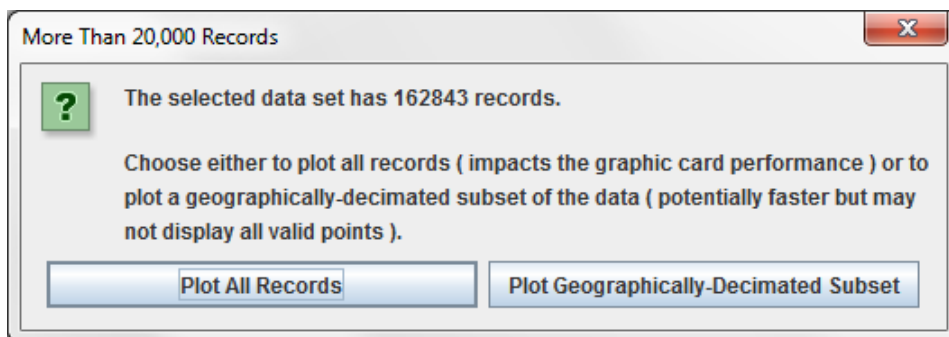 More Than 20,000 Records
The selected data set has 162843 records.
Choose either to plot all records ( impacts the graphic card performance ) or to
plot a geographically-decimated subset of the data ( potentially faster but may
not display all valid points ).
Plot All Records
Plot Geographically-Decimated Subset